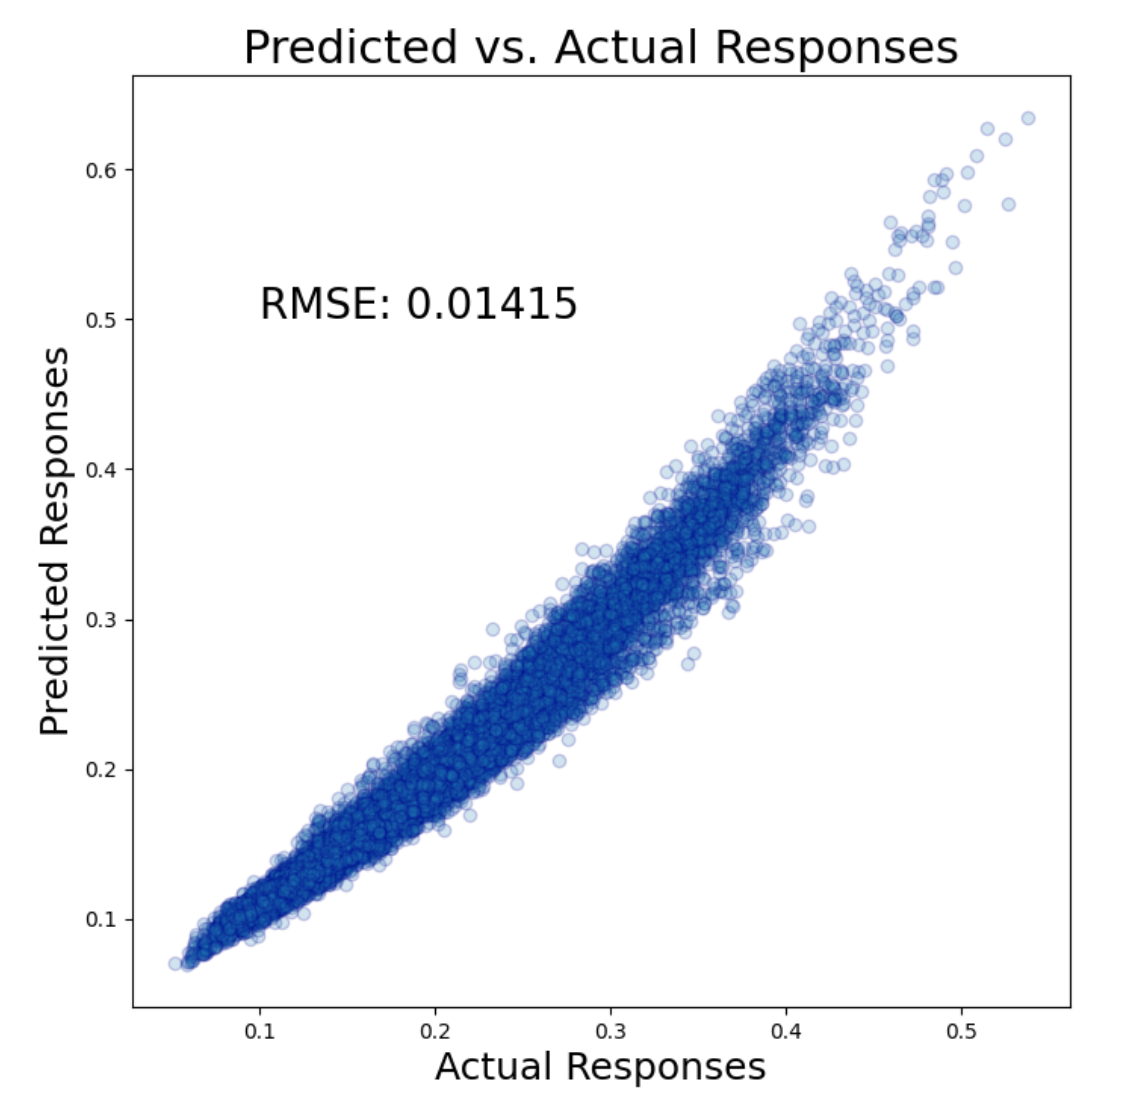 Predicted vs. Actual Responses
RMSE: 0.01415
Predicted Responses
0.6
0.5
0.4
0.3
0.2
0.1
0.1 0.2 0.3 0.4 0.5
Actual Responses